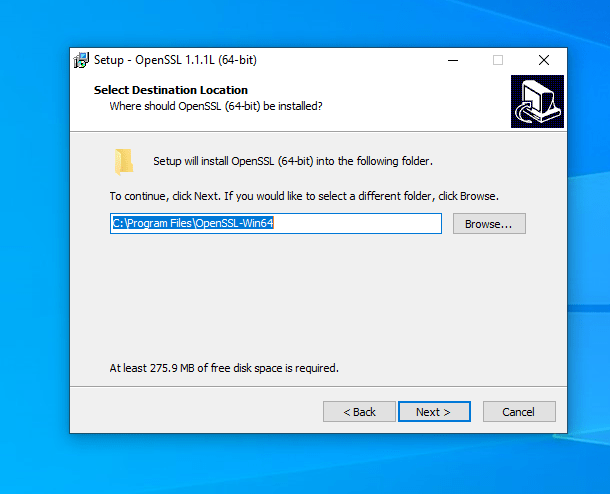 Setup - OpenSSL 1.1.1L (64-bit)
Select Destination Location
Where should OpenSSL (64-bit) be installed?
Setup will install OpenSSL (64-bit) into the following folder.
To continue, click Next. If you would like to select a different folder, click Browse.
C:\Program Files\OpenSSL-Win64
Browse...
At least 275.9 MB of free disk space is required.
< Back
Next >
Cancel